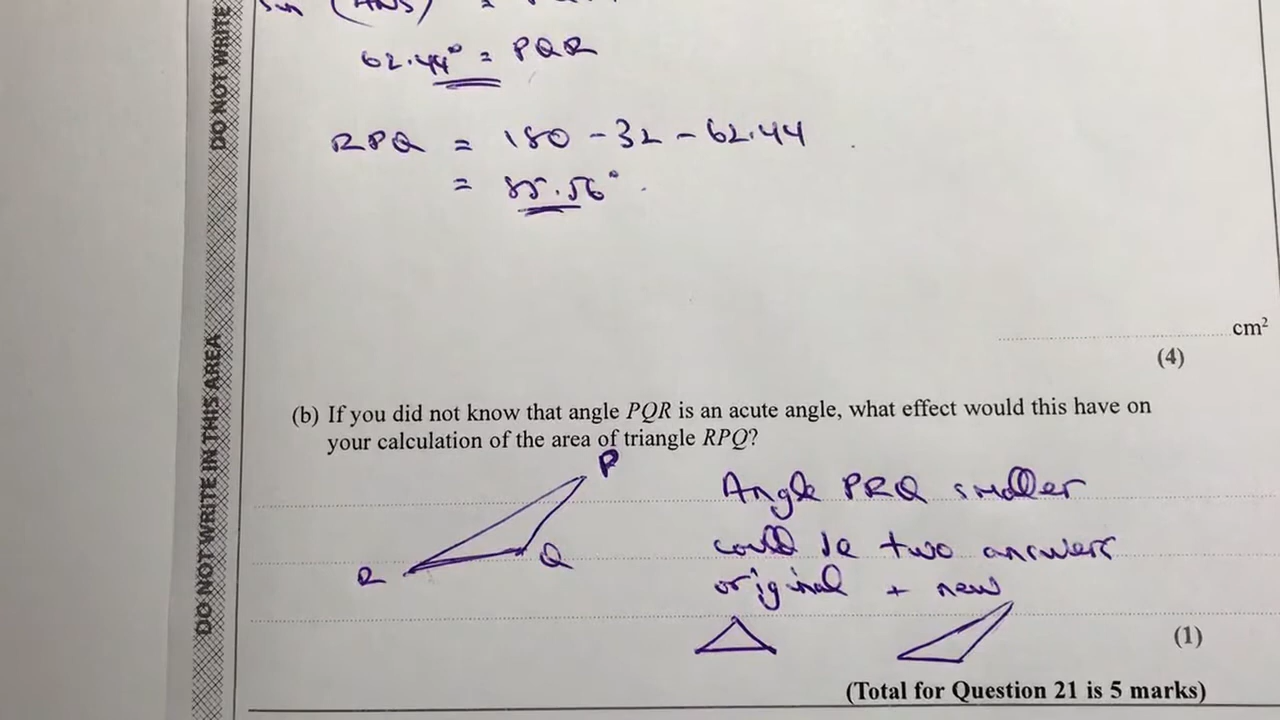 Sin (ANS) =
62.44° = PQR
RPQ = 180 - 32 - 62.44
= 85.56°
cm²
(4)
(b) If you did not know that angle PQR is an acute angle, what effect would this have on
your calculation of the area of triangle RPQ?
P
Angle PRQ smaller
could be two answers
R
Q
original + new
(1)
(Total for Question 21 is 5 marks)
DO NOT WRITE
DO NOT WRITE IN THIS AREA